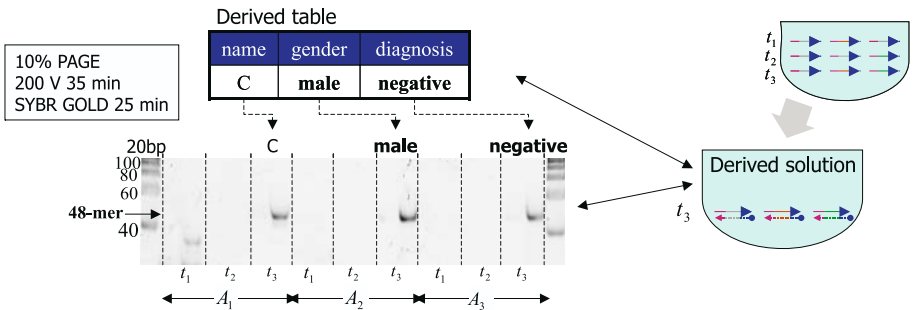 Derived table
name gender diagnosis
C male negative
10% PAGE
200 V 35 min
SYBR GOLD 25 min
20bp C male negative
100
80
60
48-mer
40
t1 t2 t3 t1 t2 t3 t1 t2 t3
A1 A2 A3
t1
t2
t3
Derived solution
t3